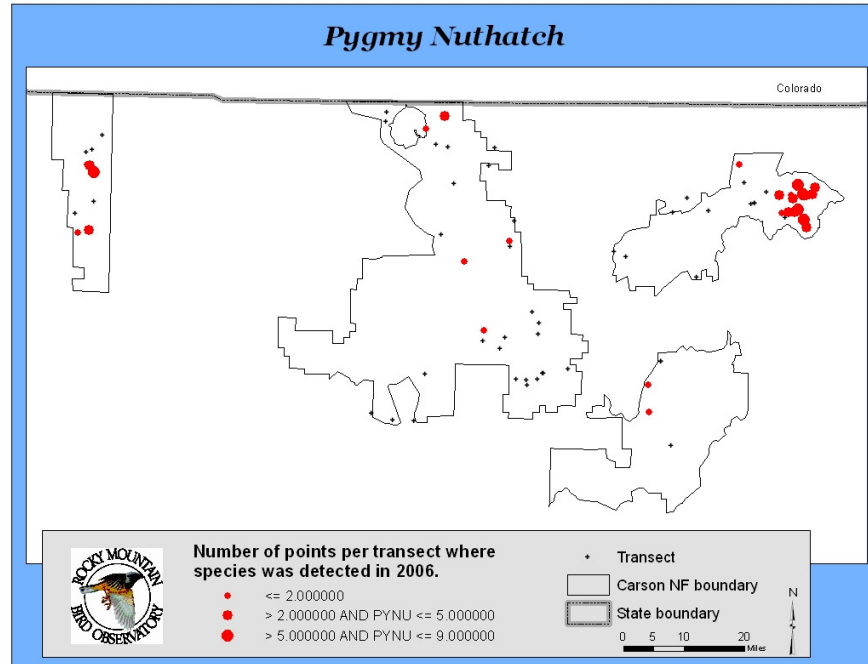 Pygmy Nuthatch
Colorado
ROCKY MOUNTAIN
BIRD OBSERVATORY
Number of points per transect where
species was detected in 2006.
<= 2.000000
> 2.000000 AND PYNU <= 5.000000
> 5.000000 AND PYNU <= 9.000000
Transect
Carson NF boundary
State boundary
N
0 5 10 20
Miles